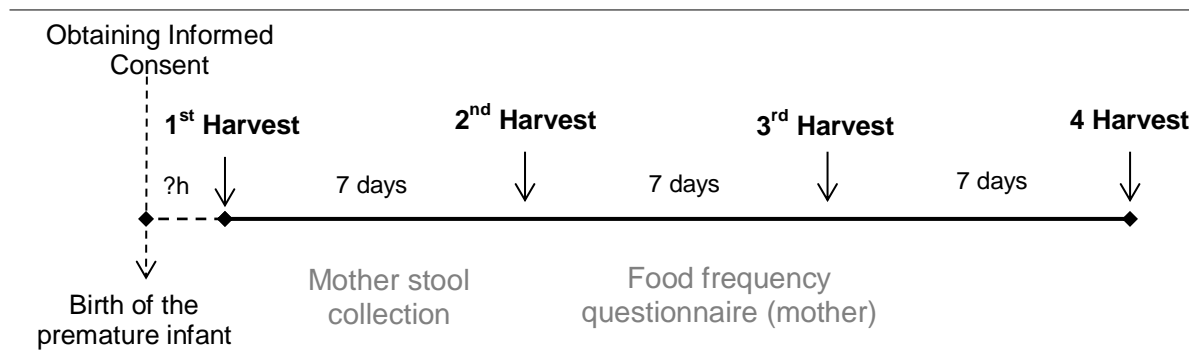 Obtaining Informed
Consent
1st Harvest
2nd Harvest
3rd Harvest
4 Harvest
?h
7 days
7 days
7 days
Mother stool
collection
Food frequency
questionnaire (mother)
Birth of the
premature infant